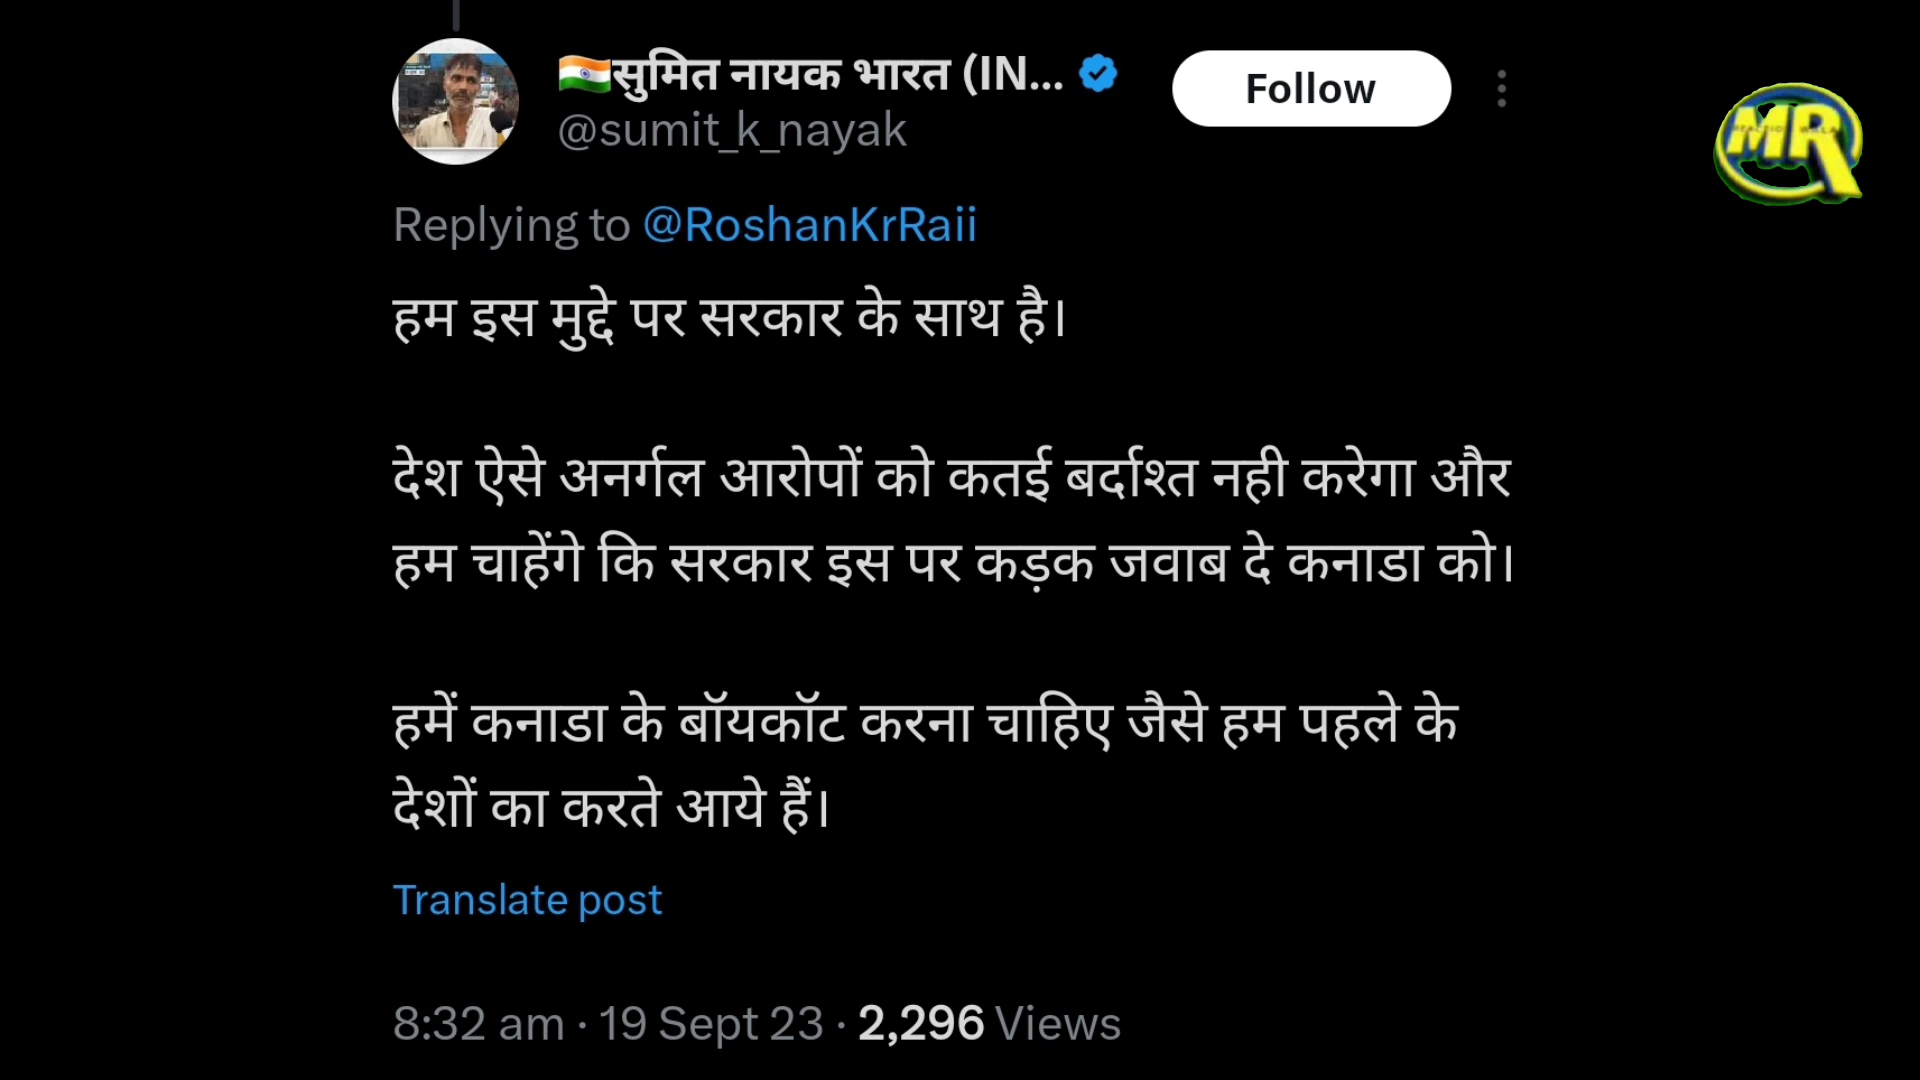 🇮🇳सुमित नायक भारत (IN...
Follow
@sumit_k_nayak
MR
REACTION WALA
Replying to @RoshanKrRaii
हम इस मुद्दे पर सरकार के साथ है।
देश ऐसे अनर्गल आरोपों को कतई बर्दाश्त नही करेगा और
हम चाहेंगे कि सरकार इस पर कड़क जवाब दे कनाडा को।
हमें कनाडा के बॉयकॉट करना चाहिए जैसे हम पहले के
देशों का करते आये हैं।
Translate post
8:32 am · 19 Sept 23 · 2,296 Views